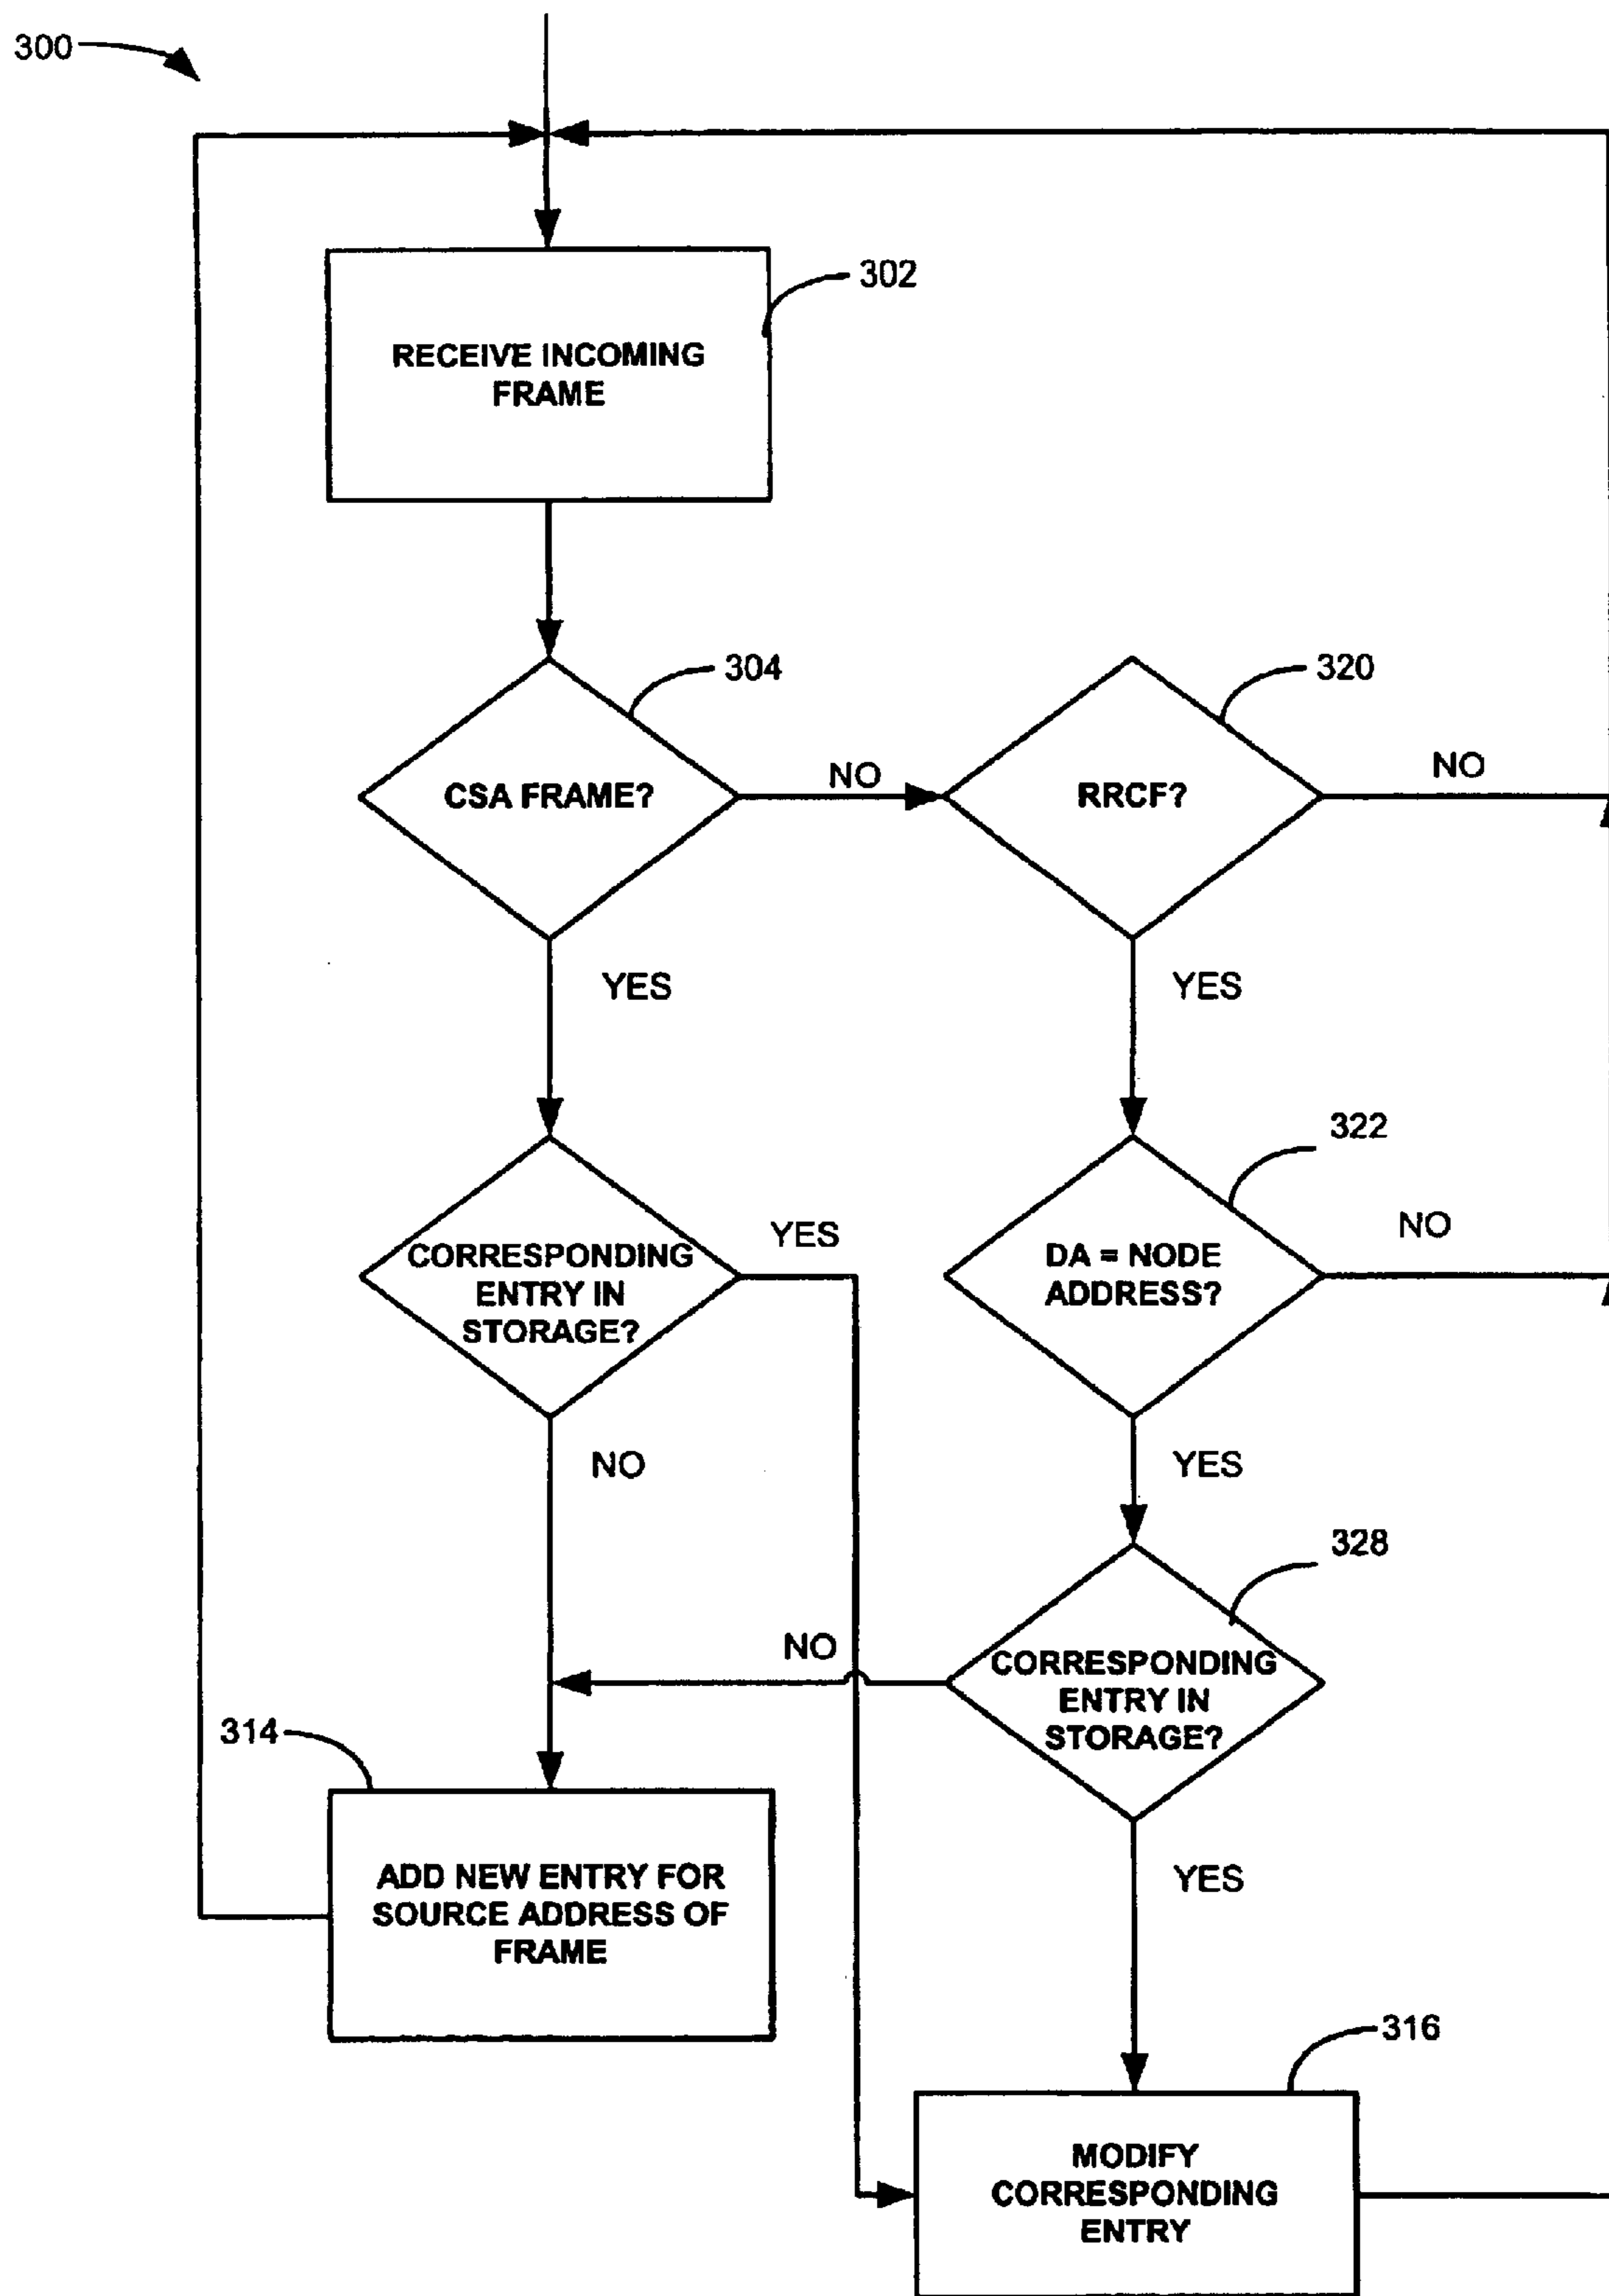 300
302
RECEIVE INCOMING
FRAME
304
320
CSA FRAME?
NO
RRCF?
NO
YES
YES
322
CORRESPONDING
ENTRY IN
STORAGE?
YES
DA = NODE
ADDRESS?
NO
NO
YES
328
NO
CORRESPONDING
ENTRY IN
STORAGE?
314
ADD NEW ENTRY FOR
SOURCE ADDRESS OF
FRAME
YES
316
MODIFY
CORRESPONDING
ENTRY